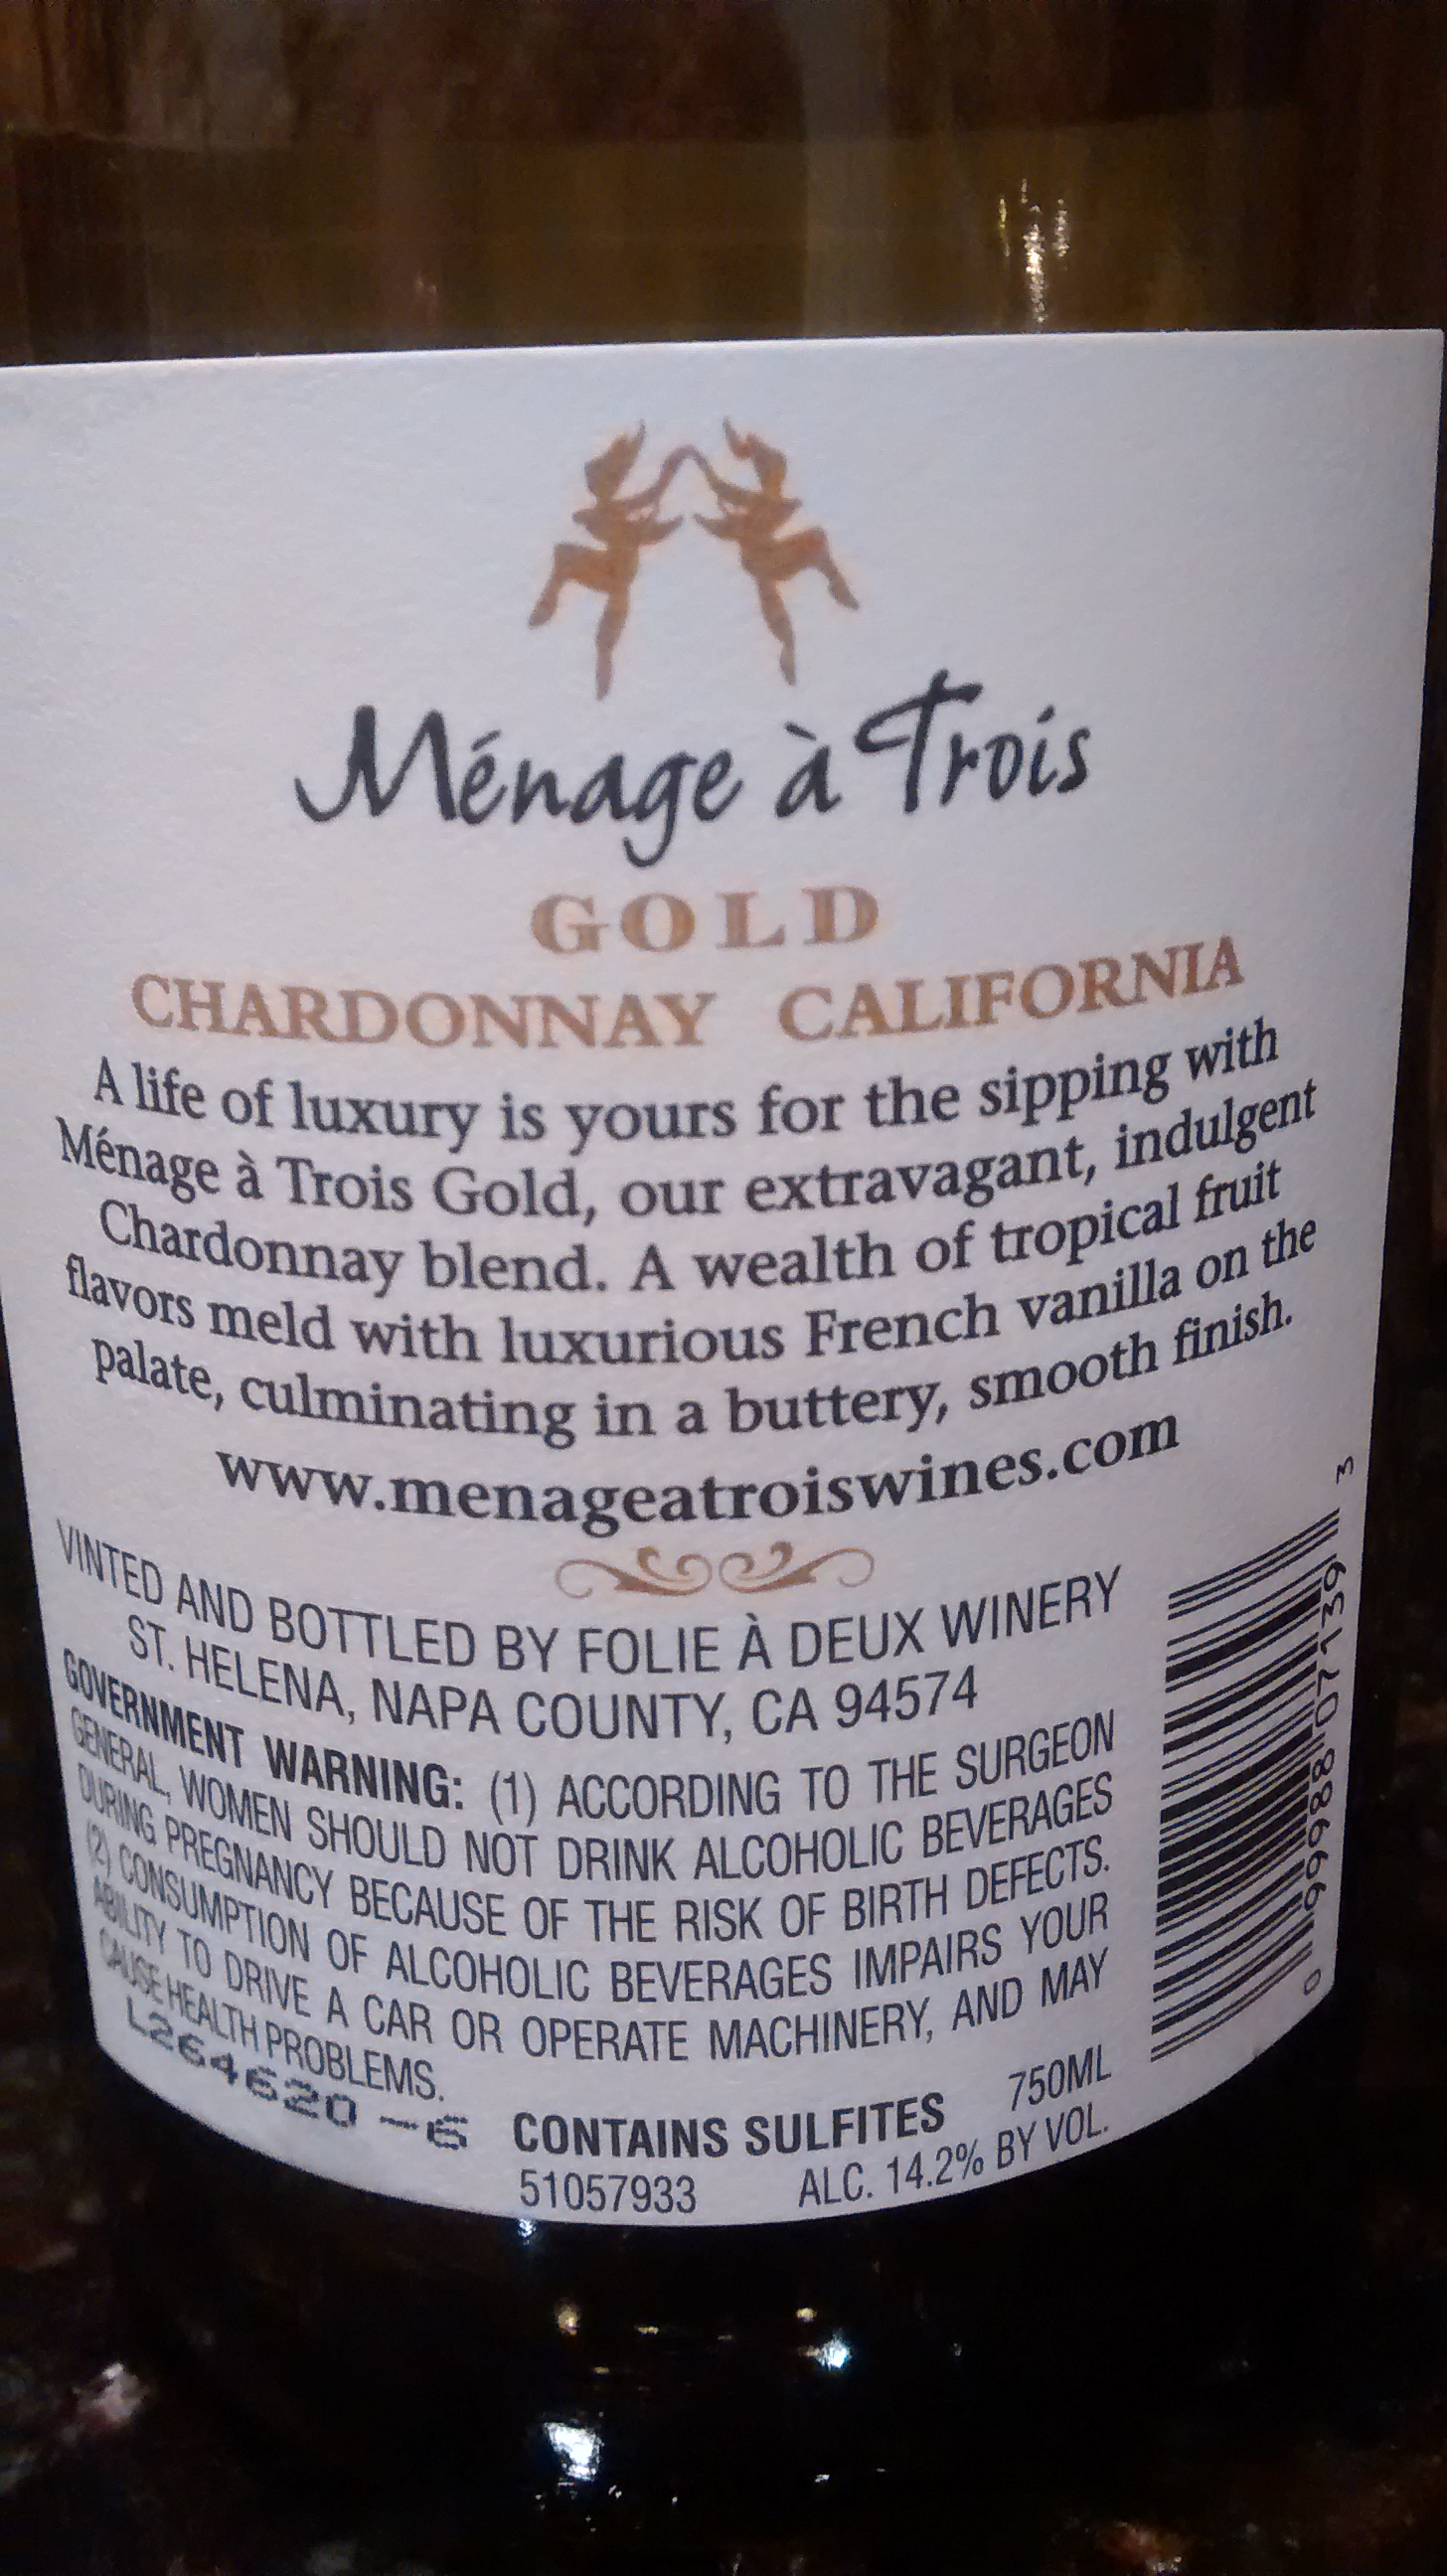 Ménage à Trois
GOLD
CHARDONNAY CALIFORNIA
A life of luxury is yours for the sipping with
Ménage à Trois Gold, our extravagant, indulgent
Chardonnay blend. A wealth of tropical fruit
flavors meld with luxurious French vanilla on the
palate, culminating in a buttery, smooth finish.
www.menageatroiswines.com
VINTED AND BOTTLED BY FOLIE À DEUX WINERY
ST. HELENA, NAPA COUNTY, CA 94574
GOVERNMENT WARNING: (1) ACCORDING TO THE SURGEON
GENERAL, WOMEN SHOULD NOT DRINK ALCOHOLIC BEVERAGES
DURING PREGNANCY BECAUSE OF THE RISK OF BIRTH DEFECTS.
(2) CONSUMPTION OF ALCOHOLIC BEVERAGES IMPAIRS YOUR
ABILITY TO DRIVE A CAR OR OPERATE MACHINERY, AND MAY
CAUSE HEALTH PROBLEMS.
L264620 -6
CONTAINS SULFITES 750ML
51057933 ALC. 14.2% BY VOL.
0 99988 07139 3